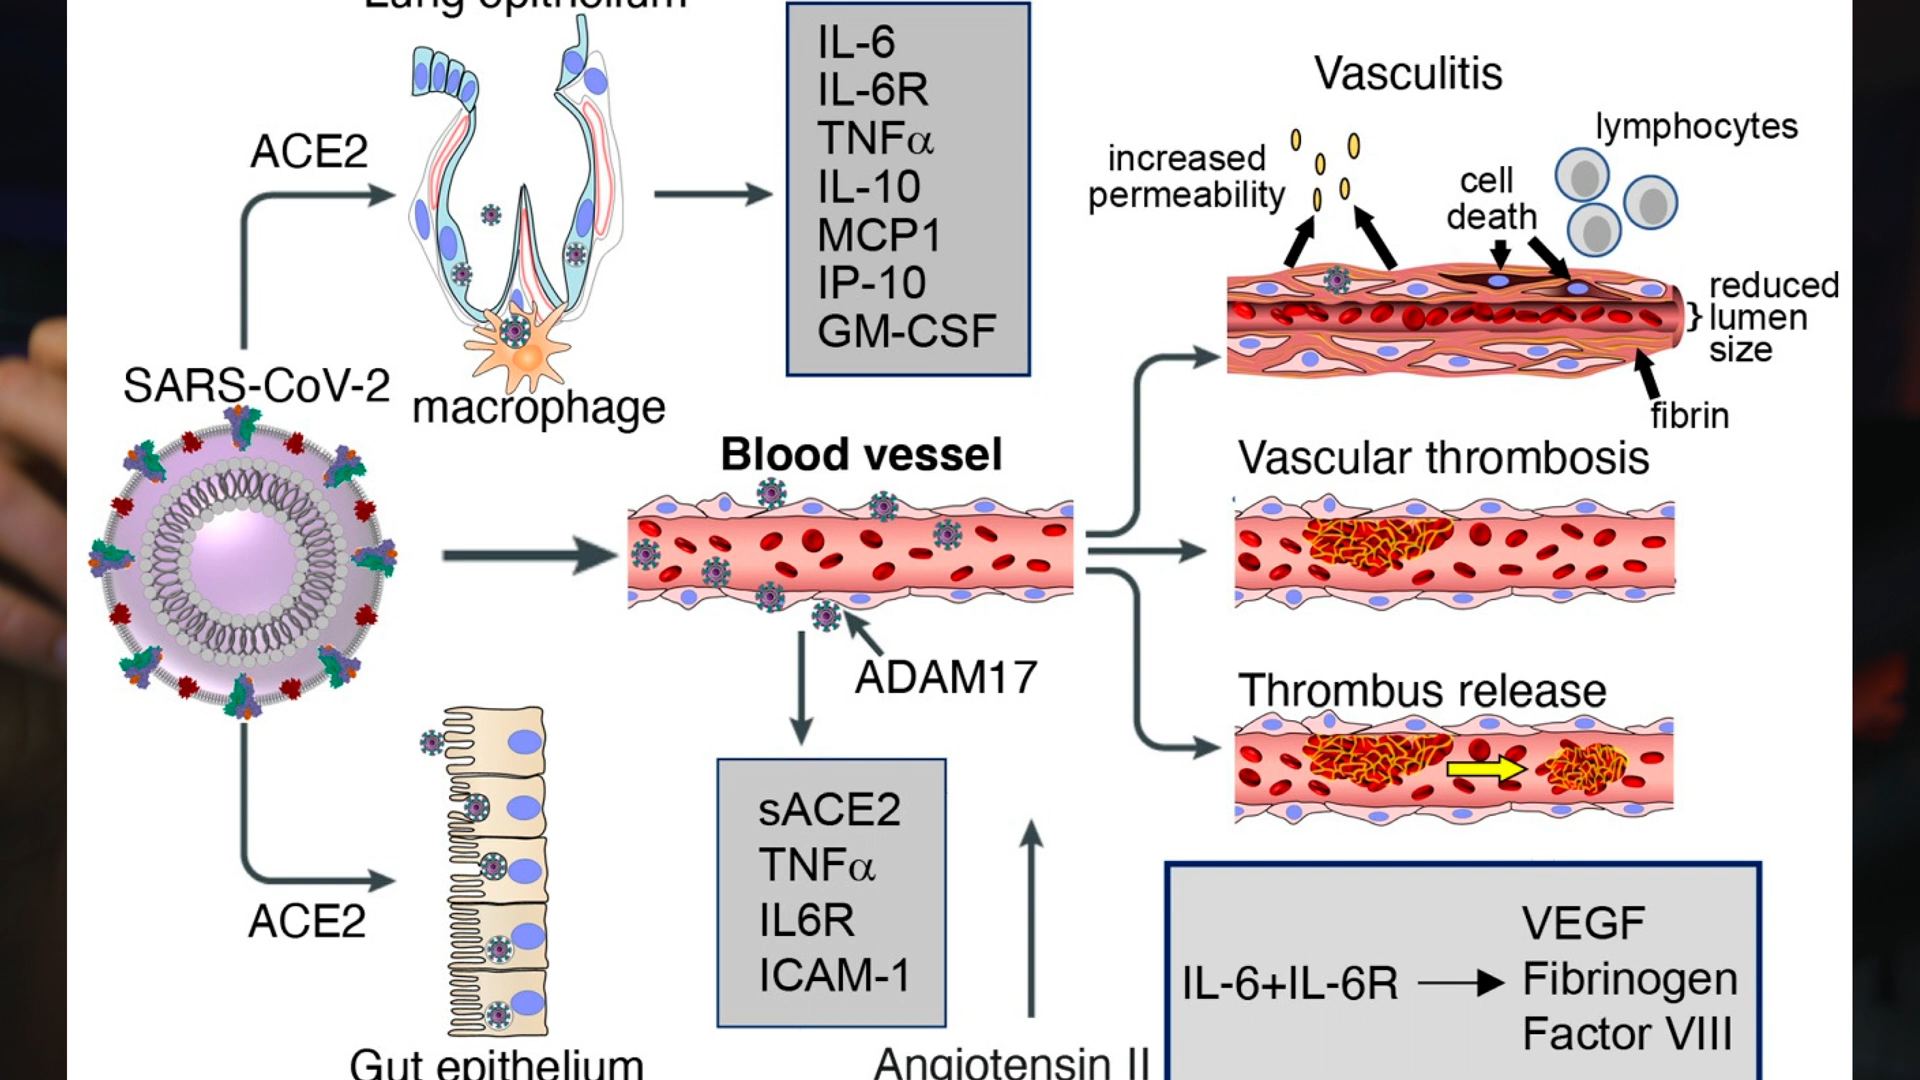 Lung epithelium
ACE2
SARS-CoV-2
macrophage
IL-6
IL-6R
TNFα
IL-10
MCP1
IP-10
GM-CSF
Vasculitis
increased
permeability
cell
death
lymphocytes
reduced
lumen
size
fibrin
Blood vessel
ADAM17
Vascular thrombosis
Thrombus release
ACE2
Gut epithelium
sACE2
TNFα
IL6R
ICAM-1
Angiotensin II
IL-6+IL-6R
VEGF
Fibrinogen
Factor VIII